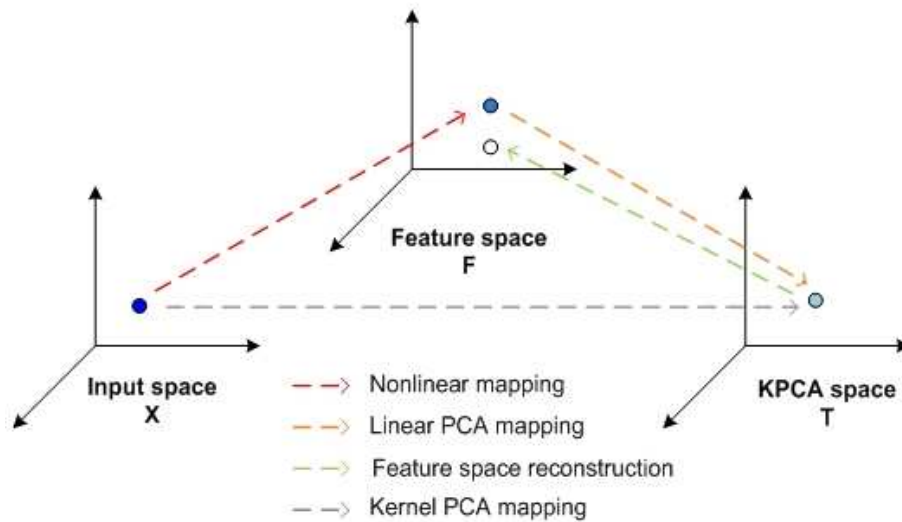 Feature space
F
Input space
X
KPCA space
T
Nonlinear mapping
Linear PCA mapping
Feature space reconstruction
Kernel PCA mapping